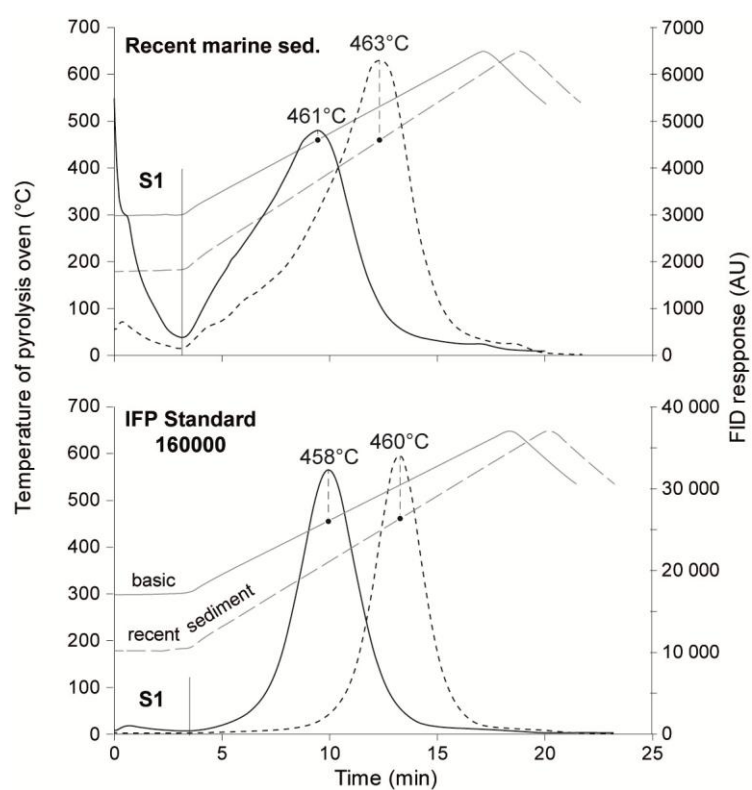 Temperature of pyrolysis oven (°C)
FID respponse (AU)
700
600
500
400
300
200
100
0
Recent marine sed.
463°C
461°C
S1
7000
6000
5000
4000
3000
2000
1000
0
700
600
500
400
300
200
100
0
IFP Standard
160000
458°C
460°C
basic
recent sediment
S1
40 000
30 000
20 000
10 000
0
0
5
10
15
20
25
Time (min)